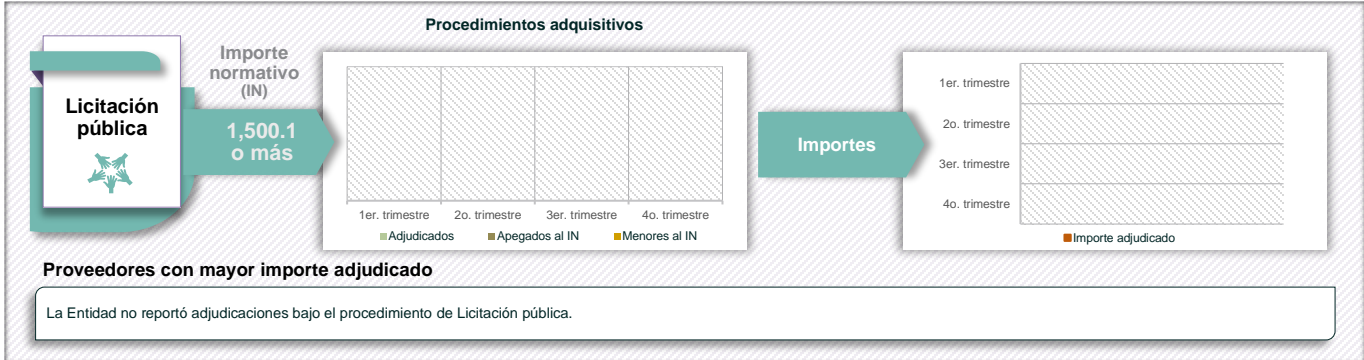 Procedimientos adquisitivos
Licitación
pública
Importe
normativo
(IN)
1,500.1
o más
1er. trimestre 2o. trimestre 3er. trimestre 4o. trimestre
Adjudicados Apegados al IN Menores al IN
Importes
1er. trimestre
2o. trimestre
3er. trimestre
4o. trimestre
Importe adjudicado
Proveedores con mayor importe adjudicado
La Entidad no reportó adjudicaciones bajo el procedimiento de Licitación pública.